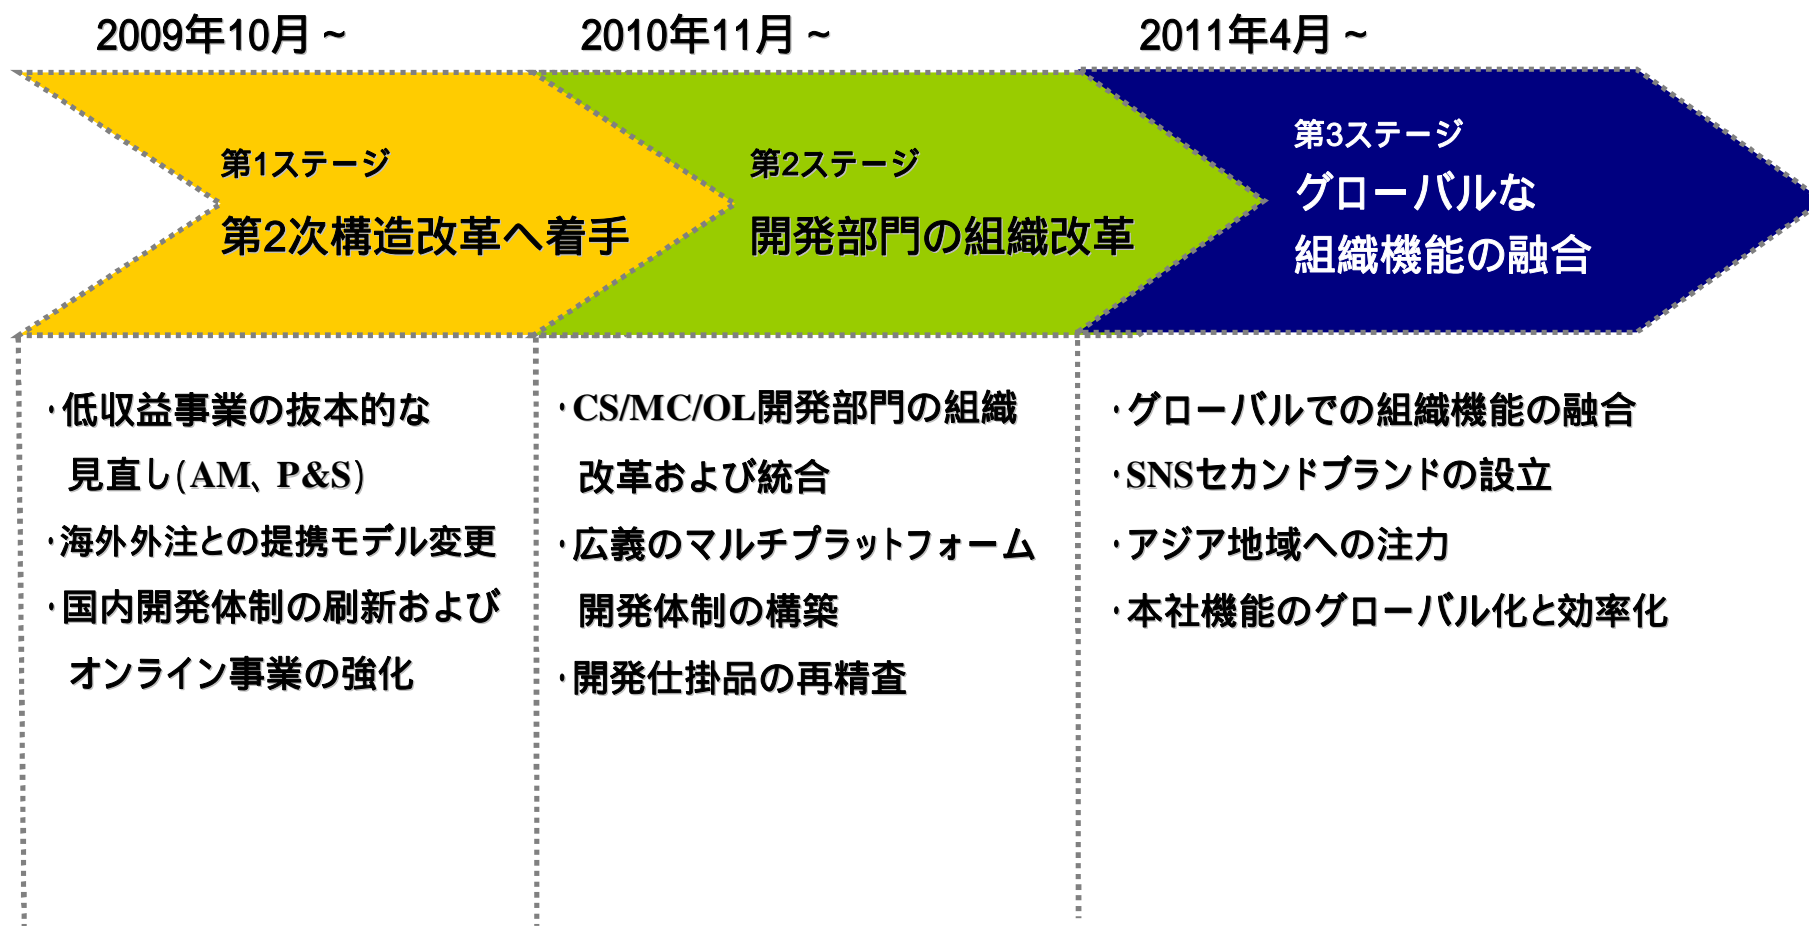 2009年10月～
2010年11月～
2011年4月～
第1ステージ
第2次構造改革へ着手
第2ステージ
開発部門の組織改革
第3ステージ
グローバルな
組織機能の融合
・低収益事業の抜本的な
見直し(AM、P&S)
・海外外注との提携モデル変更
・国内開発体制の刷新および
オンライン事業の強化
・CS/MC/OL開発部門の組織
改革および統合
・広義のマルチプラットフォーム
開発体制の構築
・開発仕掛品の再精査
・グローバルでの組織機能の融合
・SNSセカンドブランドの設立
・アジア地域への注力
・本社機能のグローバル化と効率化